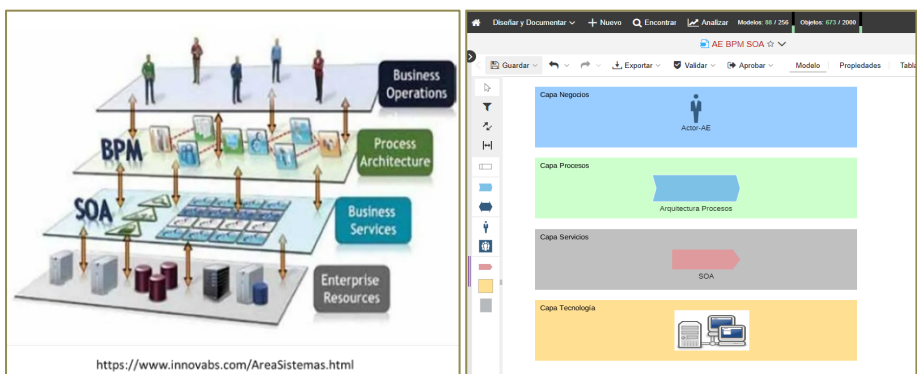 Business
Operations
BPM
Process
Architecture
SOA
Business
Services
Enterprise
Resources
https://www.innovabs.com/AreaSistemas.html
Diseñar y Documentar
Nuevo
Encontrar
Analizar
Modelos: 88 / 256
Objetos: 673 / 2000
AE BPM SOA
Guardar
Exportar
Validar
Aprobar
Modelo
Propiedades
Tabla
Capa Negocios
Actor-AE
Capa Procesos
Arquitectura Procesos
Capa Servicios
SOA
Capa Tecnología